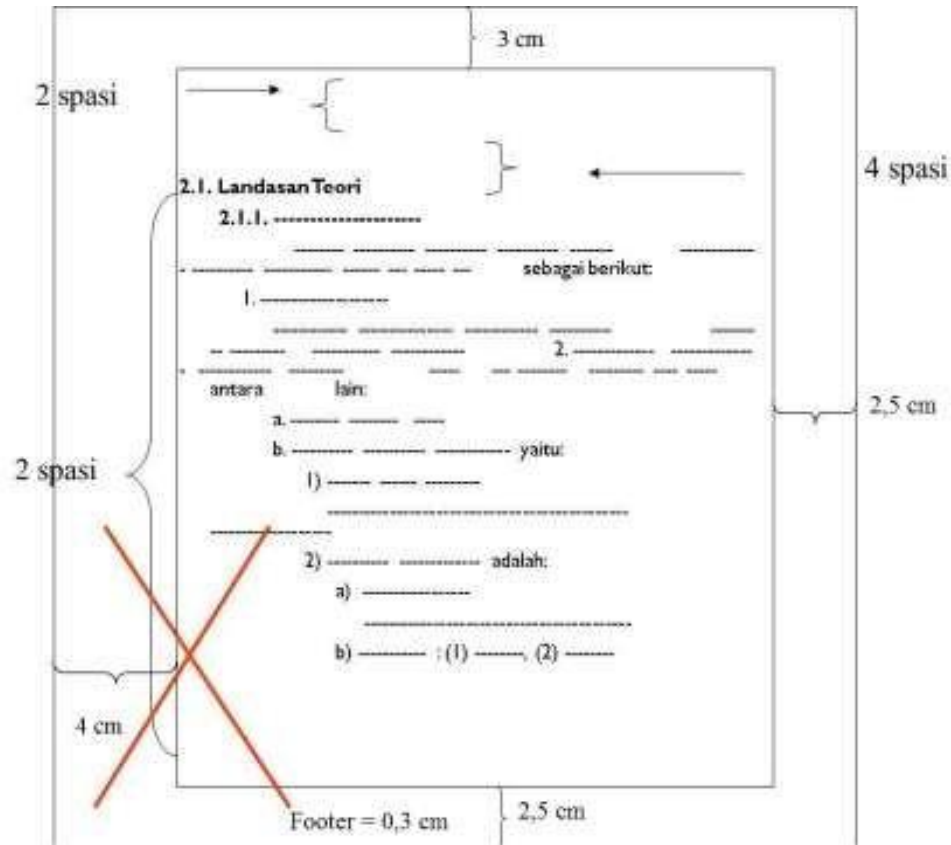 3 cm
2 spasi
4 spasi
2.1. Landasan Teori
2.1.1.
sebagai berikut:
1.
2.
antara lain:
2,5 cm
a.
b. yaitu:
2 spasi
1)
2) adalah:
a)
b) : (1) , (2)
4 cm
Footer = 0,3 cm
2,5 cm